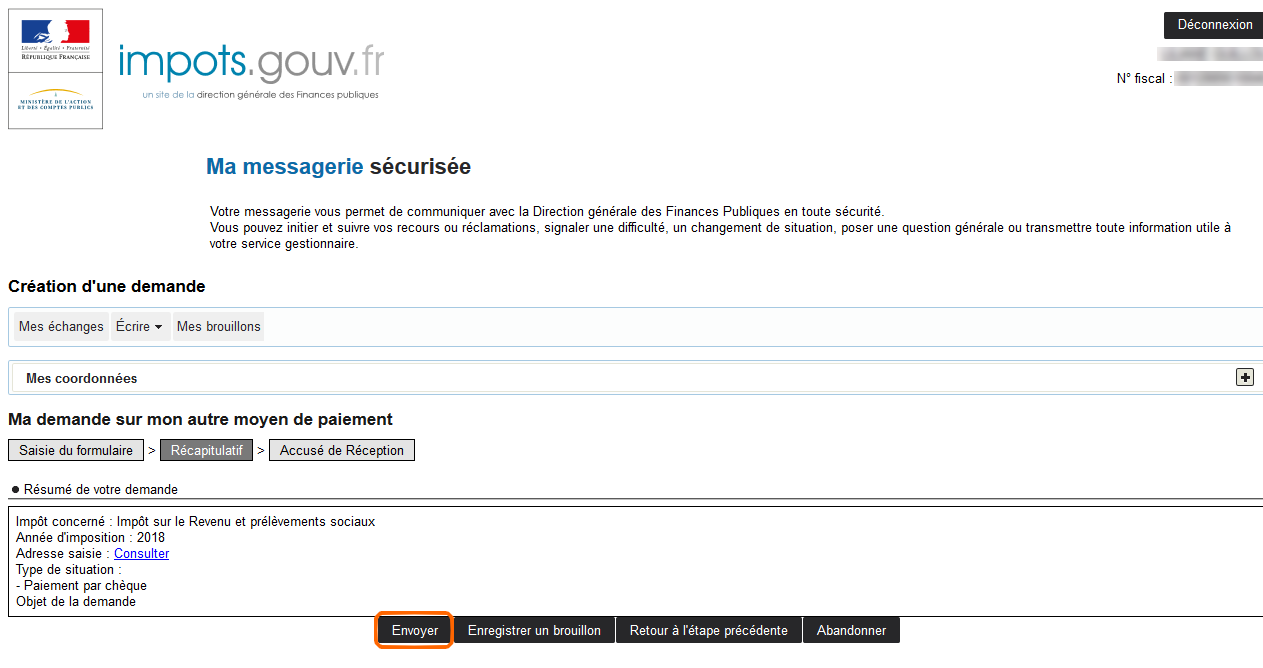 Liberté • Égalité • Fraternité
RÉPUBLIQUE FRANÇAISE
MINISTÈRE DE L'ACTION
ET DES COMPTES PUBLICS
impots.gouv.fr
un site de la direction générale des Finances publiques
Déconnexion
N° fiscal :
Ma messagerie sécurisée
Votre messagerie vous permet de communiquer avec la Direction générale des Finances Publiques en toute sécurité.
Vous pouvez initier et suivre vos recours ou réclamations, signaler une difficulté, un changement de situation, poser une question générale ou transmettre toute information utile à
votre service gestionnaire.
Création d'une demande
Mes échanges Écrire Mes brouillons
Mes coordonnées
Ma demande sur mon autre moyen de paiement
Saisie du formulaire > Récapitulatif > Accusé de Réception
● Résumé de votre demande
Impôt concerné : Impôt sur le Revenu et prélèvements sociaux
Année d'imposition : 2018
Adresse saisie : Consulter
Type de situation :
- Paiement par chèque
Objet de la demande
Envoyer Enregistrer un brouillon Retour à l'étape précédente Abandonner